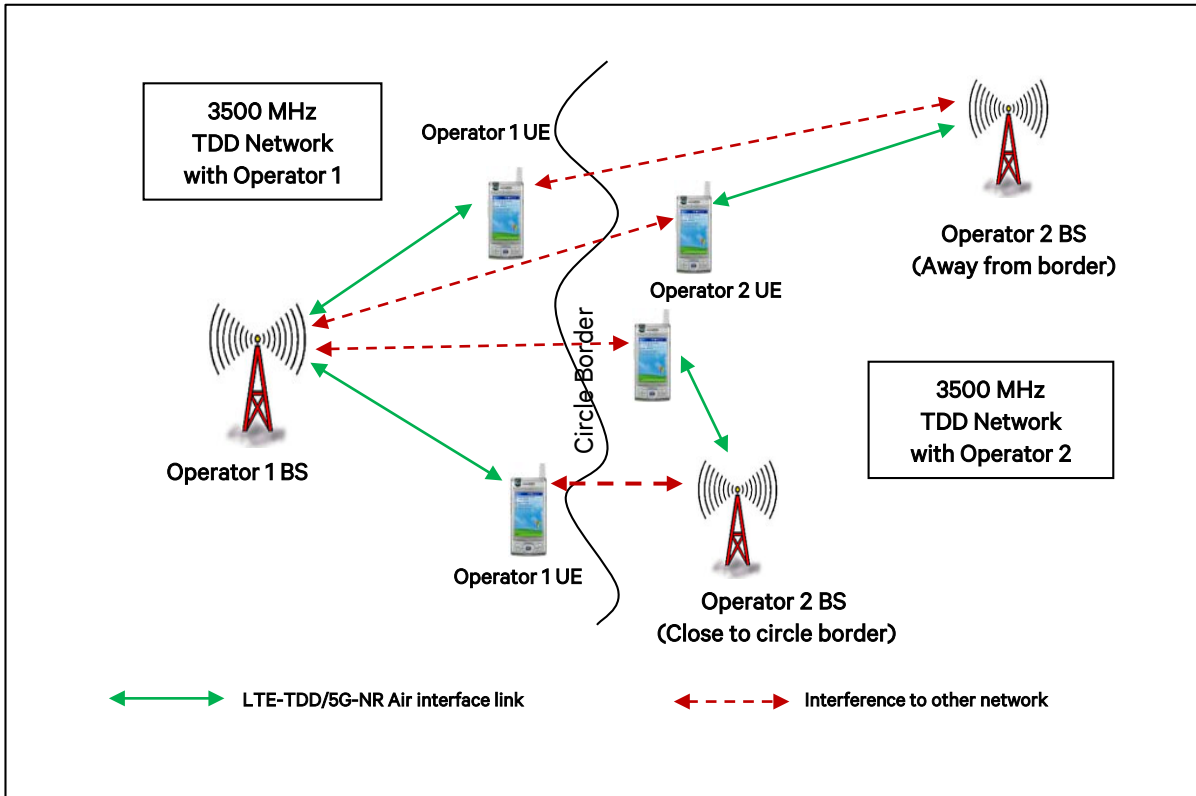 3500 MHz
TDD Network
with Operator 1
Operator 1 UE
Operator 2 BS
(Away from border)
Operator 2 UE
Circle Border
Operator 1 BS
3500 MHz
TDD Network
with Operator 2
Operator 1 UE
Operator 2 BS
(Close to circle border)
LTE-TDD/5G-NR Air interface link
Interference to other network